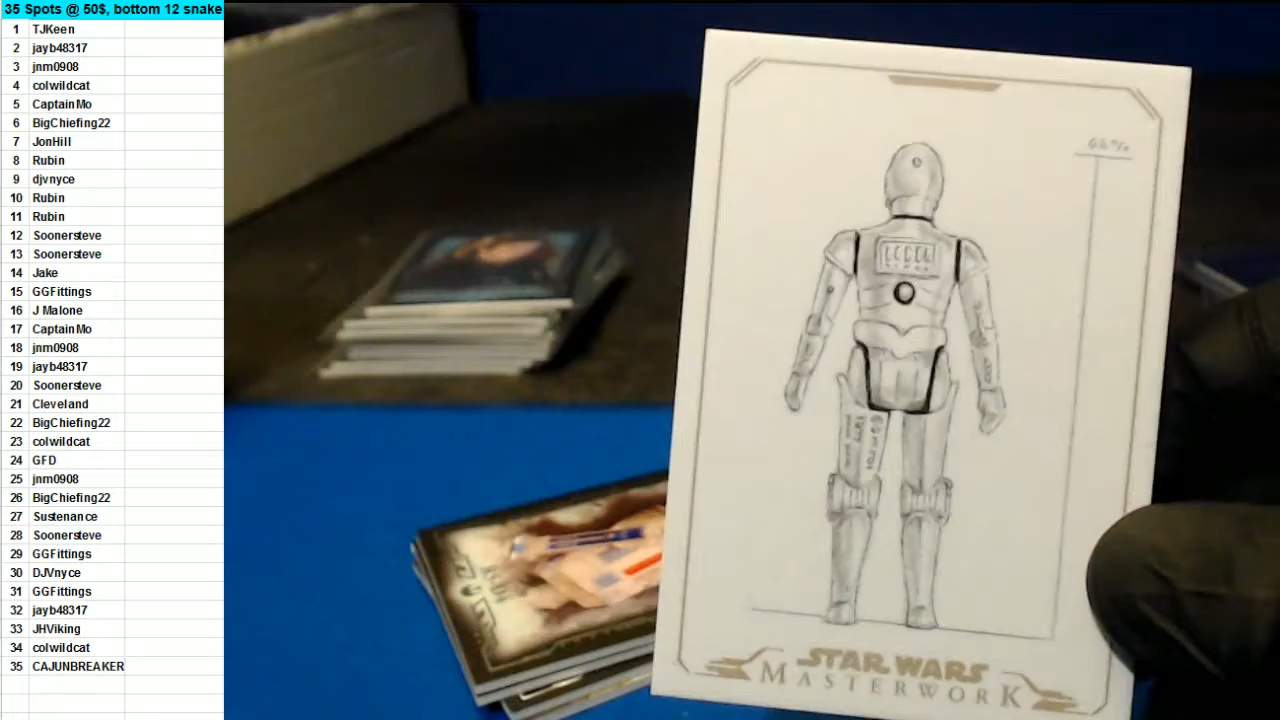 35 Spots @ 50$, bottom 12 snake
1 TJKeen
2 jayb48317
3 jnm0908
4 colwildcat
5 CaptainMo
6 BigChiefing22
7 JonHill
8 Rubin
9 djvnyce
10 Rubin
11 Rubin
12 Soonersteve
13 Soonersteve
14 Jake
15 GGFittings
16 J Malone
17 CaptainMo
18 jnm0908
19 jayb48317
20 Soonersteve
21 Cleveland
22 BigChiefing22
23 colwildcat
24 GFD
25 jnm0908
26 BigChiefing22
27 Sustenance
28 Soonersteve
29 GGFittings
30 DJVnyce
31 GGFittings
32 jayb48317
33 JHViking
34 colwildcat
35 CAJUNBREAKER
STAR WARS
MASTERWORK